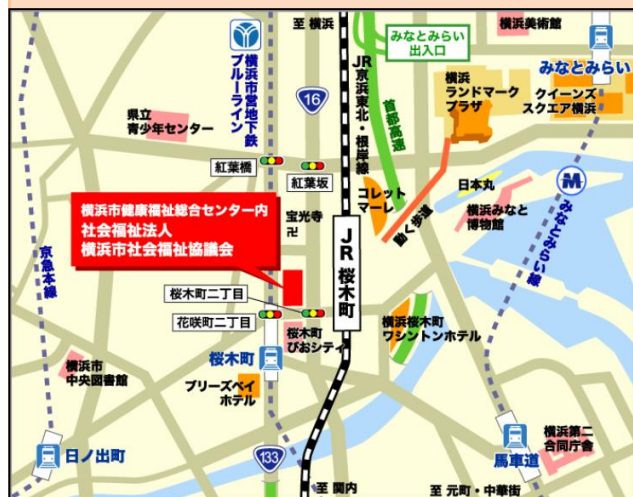 至 横浜
みなとみらい
出入口
横浜美術館
みなとみらい
横浜市営地下鉄
ブルーライン
16
JR
京浜東北・根岸線
首都高速
横浜
ランドマーク
プラザ
クイーンズ
スクエア横浜
県立
青少年センター
紅葉橋
紅葉坂
コレット
マーレ
動く歩道
日本丸
横浜みなと
博物館
M
みなとみらい線
横浜市健康福祉総合センター内
社会福祉法人
横浜市社会福祉協議会
宝光寺
卍
京急本線
JR 桜木町
桜木町二丁目
花咲町二丁目
桜木町
ぴおシティ
横浜桜木町
ワシントンホテル
横浜市
中央図書館
桜木町
ブリーズベイ
ホテル
日ノ出町
133
馬車道
横浜第二
合同庁舎
至 関内
至 元町・中華街